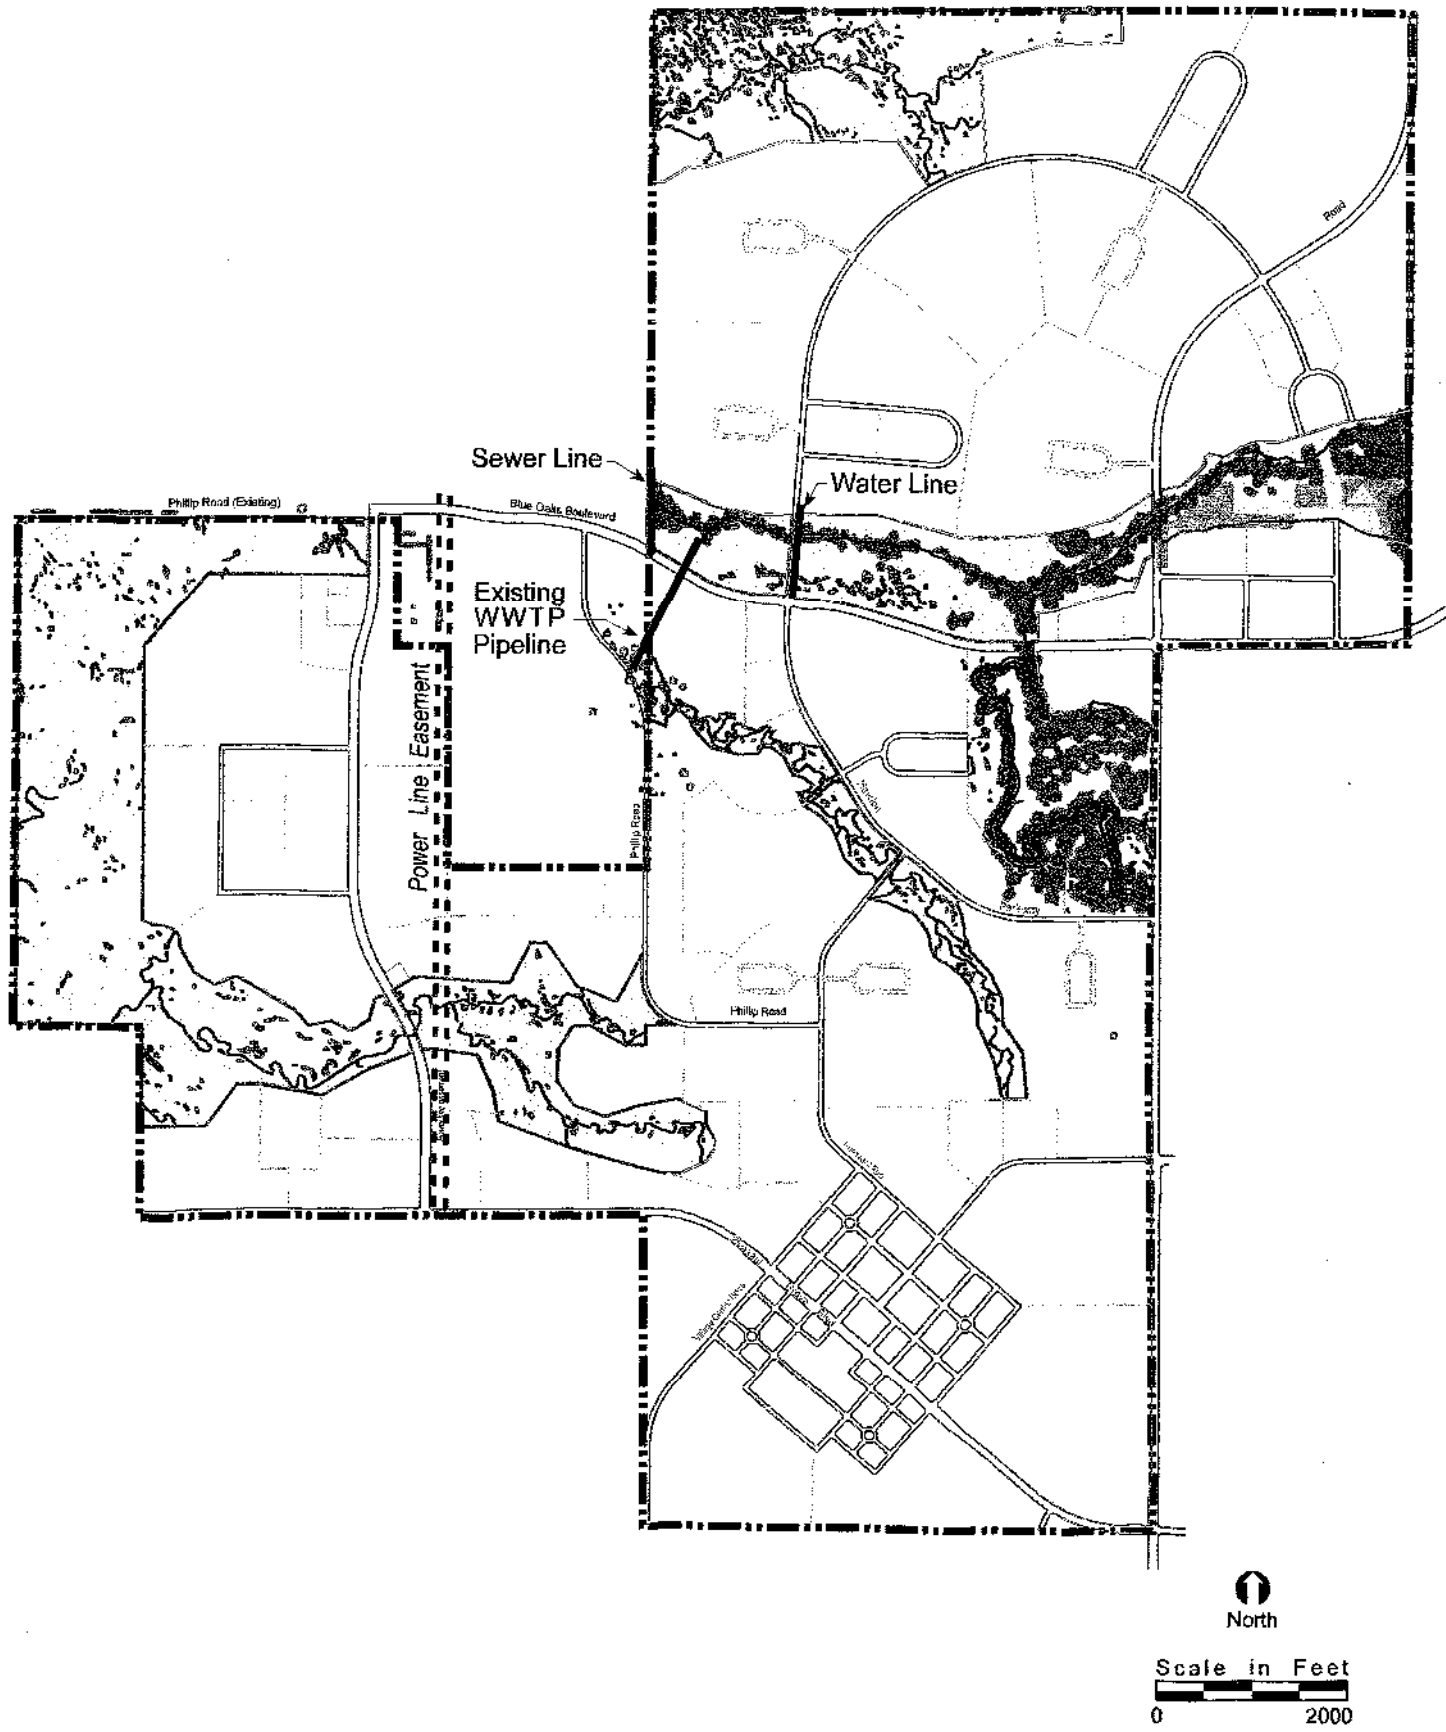 Road
Sewer Line
Water Line
Phillip Road (Existing)
Blue Oaks Boulevard
Existing
WWTP
Pipeline
Power Line Easement
Phillip Road
Phillip Road
North
Scale in Feet
0 2000